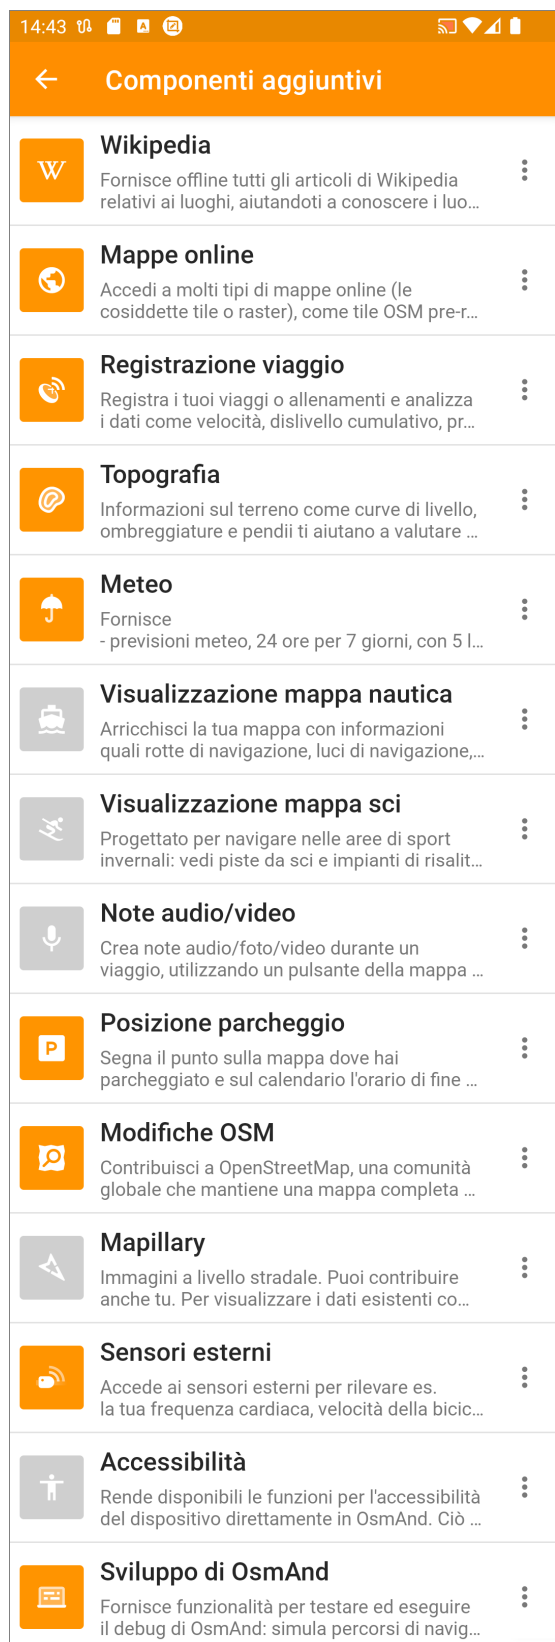 14:43
Componenti aggiuntivi
Wikipedia
Fornisce offline tutti gli articoli di Wikipedia
relativi ai luoghi, aiutandoti a conoscere i luo...
Mappe online
Accedi a molti tipi di mappe online (le
cosiddette tile o raster), come tile OSM pre-r...
Registrazione viaggio
Registra i tuoi viaggi o allenamenti e analizza
i dati come velocità, dislivello cumulativo, pr...
Topografia
Informazioni sul terreno come curve di livello,
ombreggiature e pendii ti aiutano a valutare ...
Meteo
Fornisce
- previsioni meteo, 24 ore per 7 giorni, con 5 l...
Visualizzazione mappa nautica
Arricchisci la tua mappa con informazioni
quali rotte di navigazione, luci di navigazione,...
Visualizzazione mappa sci
Progettato per navigare nelle aree di sport
invernali: vedi piste da sci e impianti di risalit...
Note audio/video
Crea note audio/foto/video durante un
viaggio, utilizzando un pulsante della mappa ...
Posizione parcheggio
Segna il punto sulla mappa dove hai
parcheggiato e sul calendario l'orario di fine ...
Modifiche OSM
Contribuisci a OpenStreetMap, una comunità
globale che mantiene una mappa completa ...
Mapillary
Immagini a livello stradale. Puoi contribuire
anche tu. Per visualizzare i dati esistenti co...
Sensori esterni
Accede ai sensori esterni per rilevare es.
la tua frequenza cardiaca, velocità della bicic...
Accessibilità
Rende disponibili le funzioni per l'accessibilità
del dispositivo direttamente in OsmAnd. Ciò ...
Sviluppo di OsmAnd
Fornisce funzionalità per testare ed eseguire
il debug di OsmAnd: simula percorsi di navig...